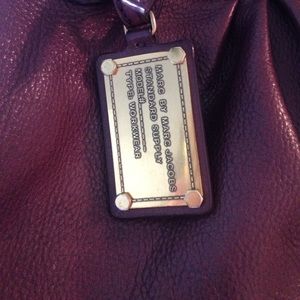 MARC BY MARC JACOBS
STANDARD SUPPLY
MODEL#
TYPE: WORKWEAR